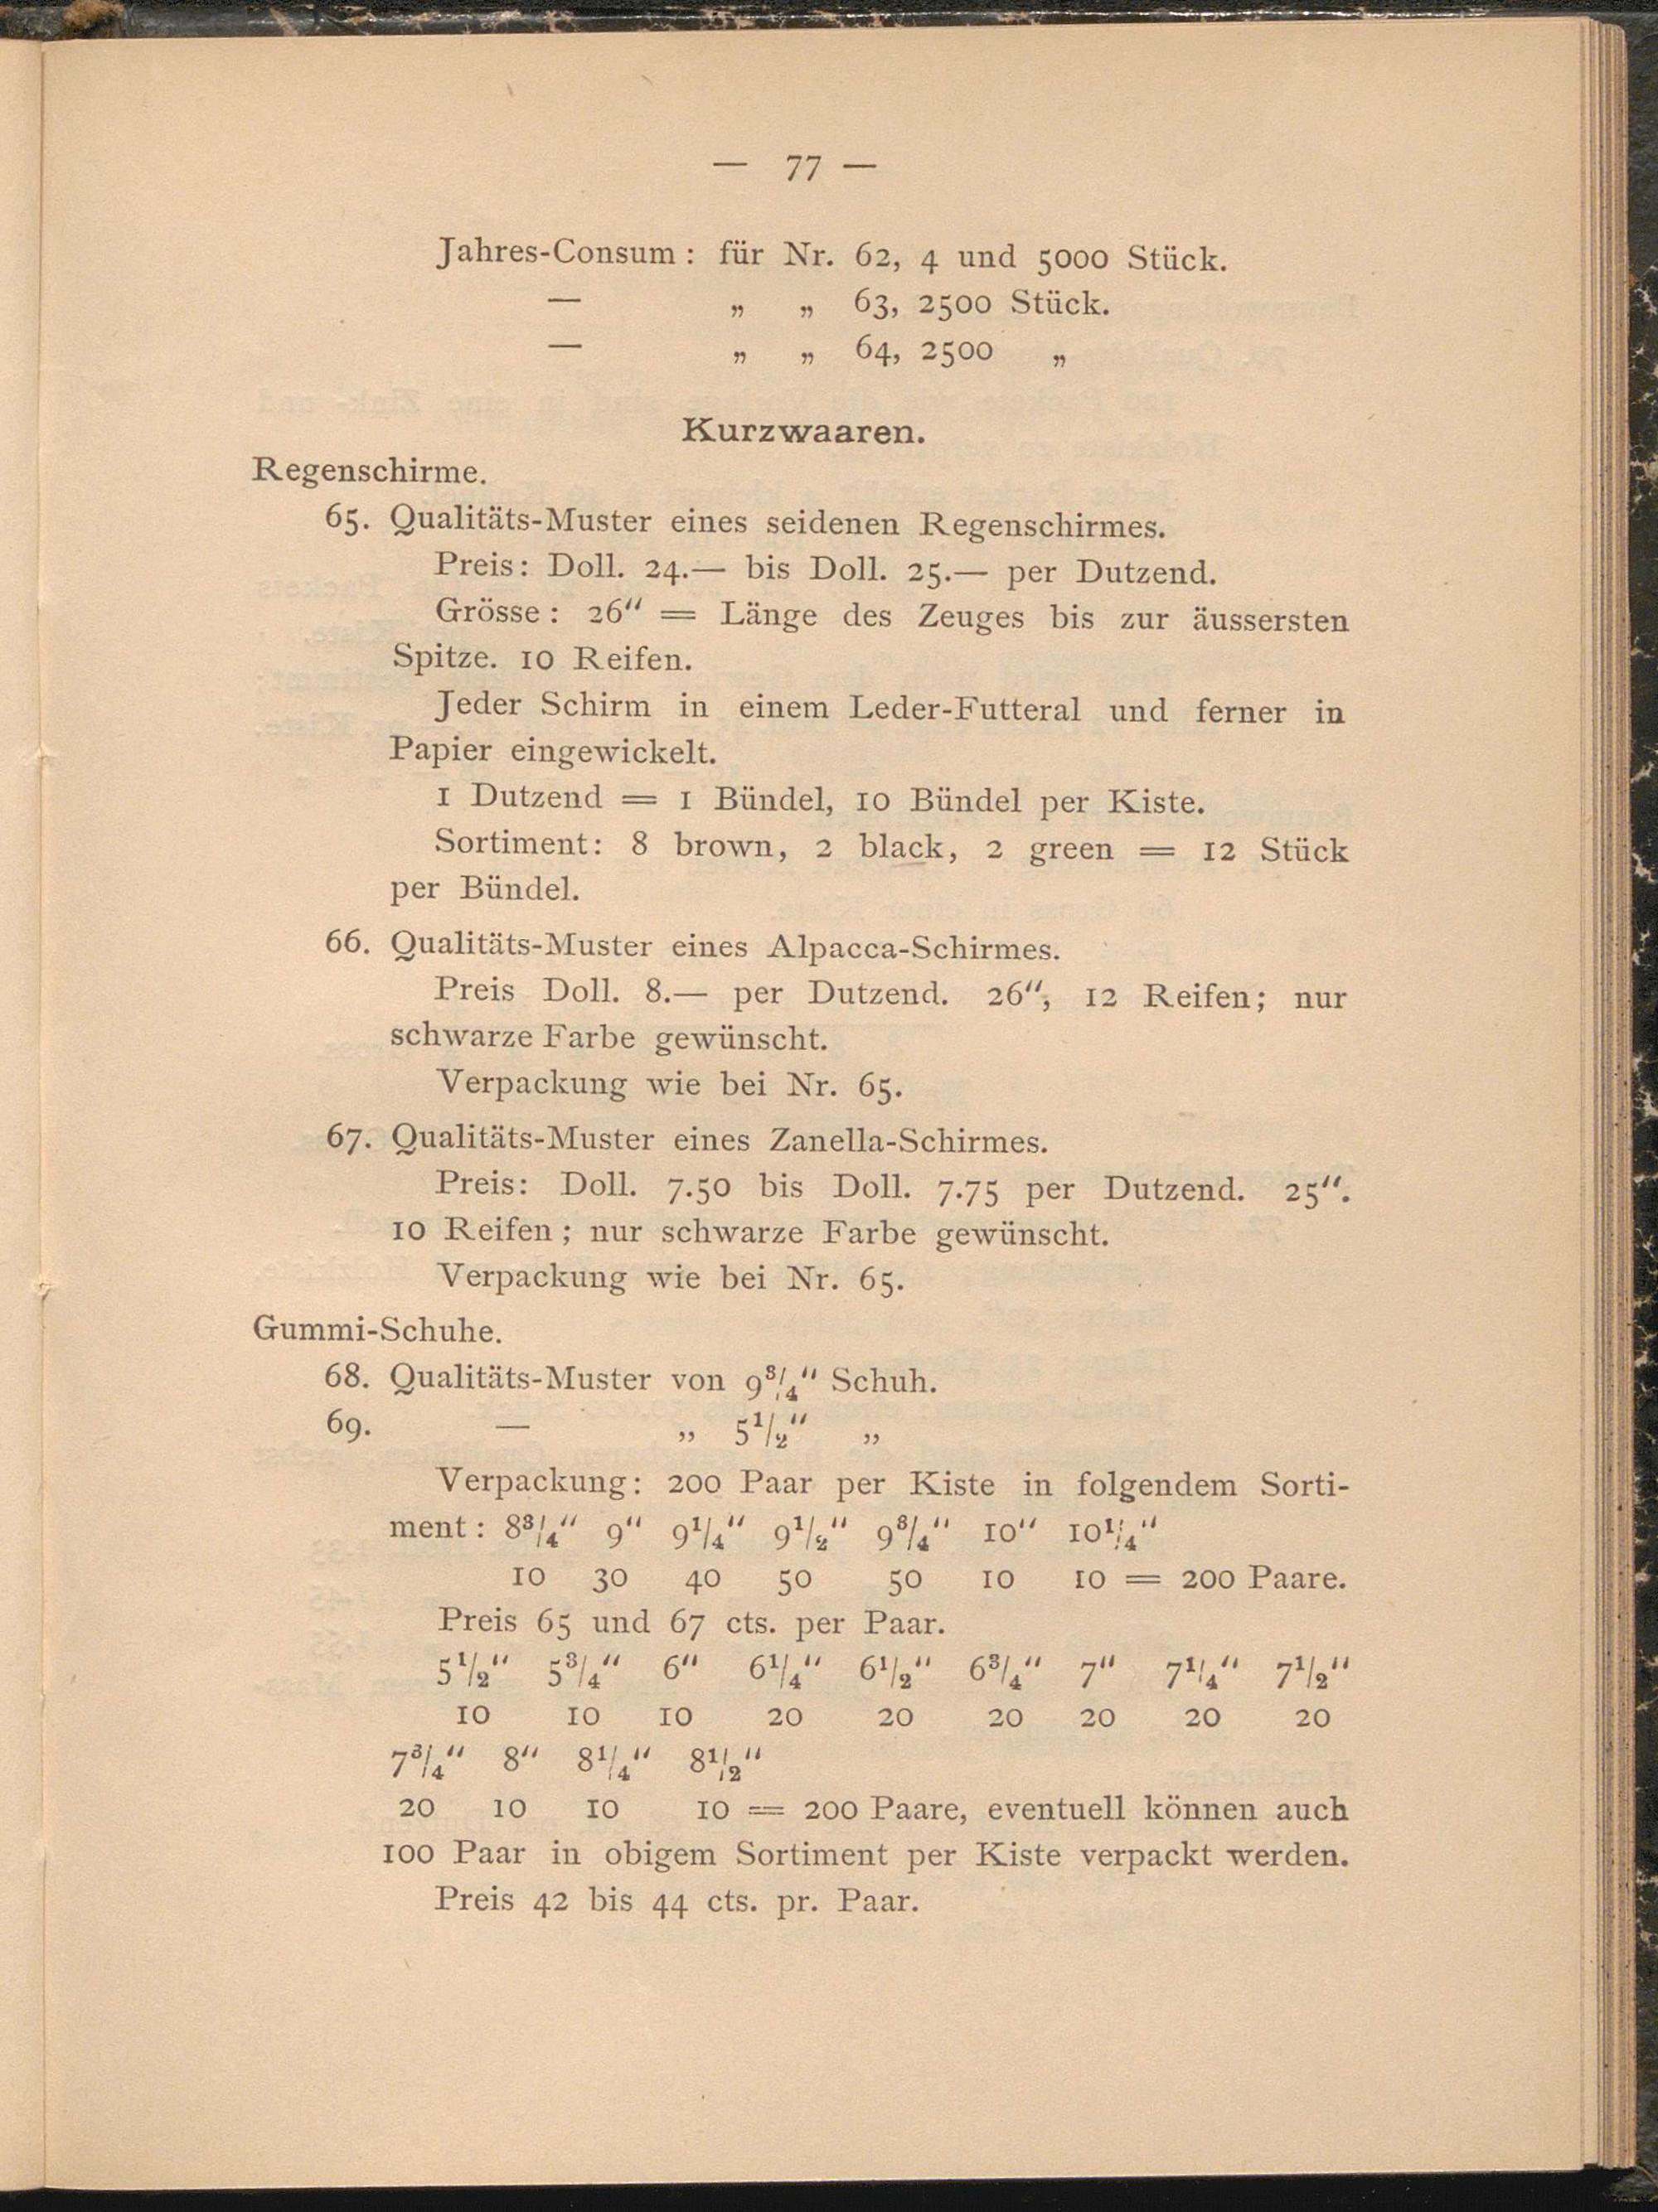 — 77 —
Jahres-Consum : für Nr. 62, 4 und 5000 Stück.
— „ „ 63, 2500 Stück.
— „ „ 64, 2500 „
Kurzwaaren.
Regenschirme.
65. Qualitäts-Muster eines seidenen Regenschirmes.
Preis: Doll. 24.— bis Doll. 25.— per Dutzend.
Grösse : 26“ = Länge des Zeuges bis zur äussersten
Spitze. 10 Reifen.
Jeder Schirm in einem Leder-Futteral und ferner in
Papier eingewickelt.
1 Dutzend = 1 Bündel, 10 Bündel per Kiste.
Sortiment: 8 brown, 2 black, 2 green = 12 Stück
per Bündel.
66. Qualitäts-Muster eines Alpacca-Schirmes.
Preis Doll. 8.— per Dutzend. 26“, 12 Reifen; nur
schwarze Farbe gewünscht.
Verpackung wie bei Nr. 65.
67. Qualitäts-Muster eines Zanella-Schirmes.
Preis: Doll. 7.50 bis Doll. 7.75 per Dutzend. 25“.
10 Reifen ; nur schwarze Farbe gewünscht.
Verpackung wie bei Nr. 65.
Gummi-Schuhe.
68. Qualitäts-Muster von 9³/₄“ Schuh.
69. — „ 5¹/₂“ „
Verpackung: 200 Paar per Kiste in folgendem Sorti-
ment : 8³/₄“ 9“ 9¹/₄“ 9¹/₂“ 9³/₄“ 10“ 10¹/₄“
10 30 40 50 50 10 10 = 200 Paare.
Preis 65 und 67 cts. per Paar.
5¹/₂“ 5³/₄“ 6“ 6¹/₄“ 6¹/₂“ 6³/₄“ 7“ 7¹/₄“ 7¹/₂“
10 10 10 20 20 20 20 20 20
7³/₄“ 8“ 8¹/₄“ 8¹/₂“
20 10 10 10 = 200 Paare, eventuell können auch
100 Paar in obigem Sortiment per Kiste verpackt werden.
Preis 42 bis 44 cts. pr. Paar.